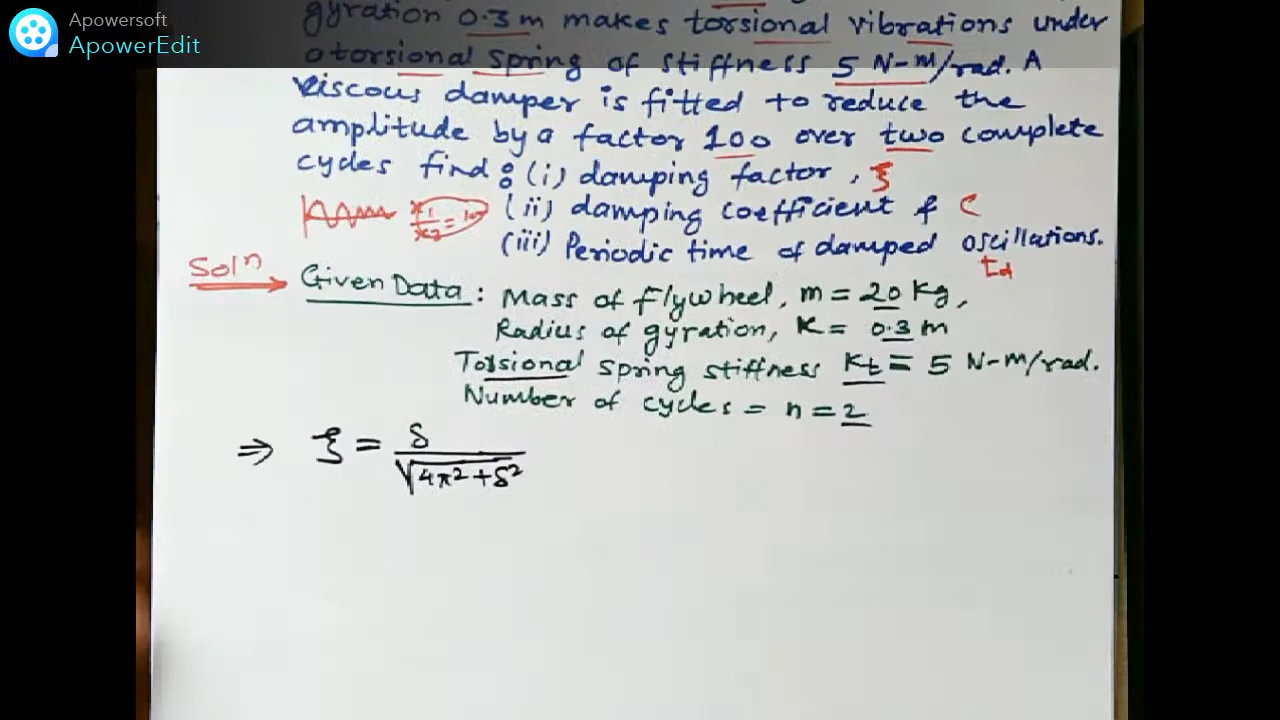 Apowersoft
ApowerEdit
gyration 0.3 m makes torsional vibrations under
a torsional spring of stiffness 5 N-m/rad. A
viscous damper is fitted to reduce the
amplitude by a factor 100 over two complete
cycles find : (i) damping factor, ξ
(ii) damping coefficient & C
(iii) Periodic time of damped oscillations.
td
x1/x2 = 100
Soln
Given Data : Mass of flywheel, m = 20 Kg,
Radius of gyration, K = 0.3 m
Torsional spring stiffness Kt = 5 N-m/rad.
Number of cycles = n = 2
⇒ ξ = δ/√4π²+δ²